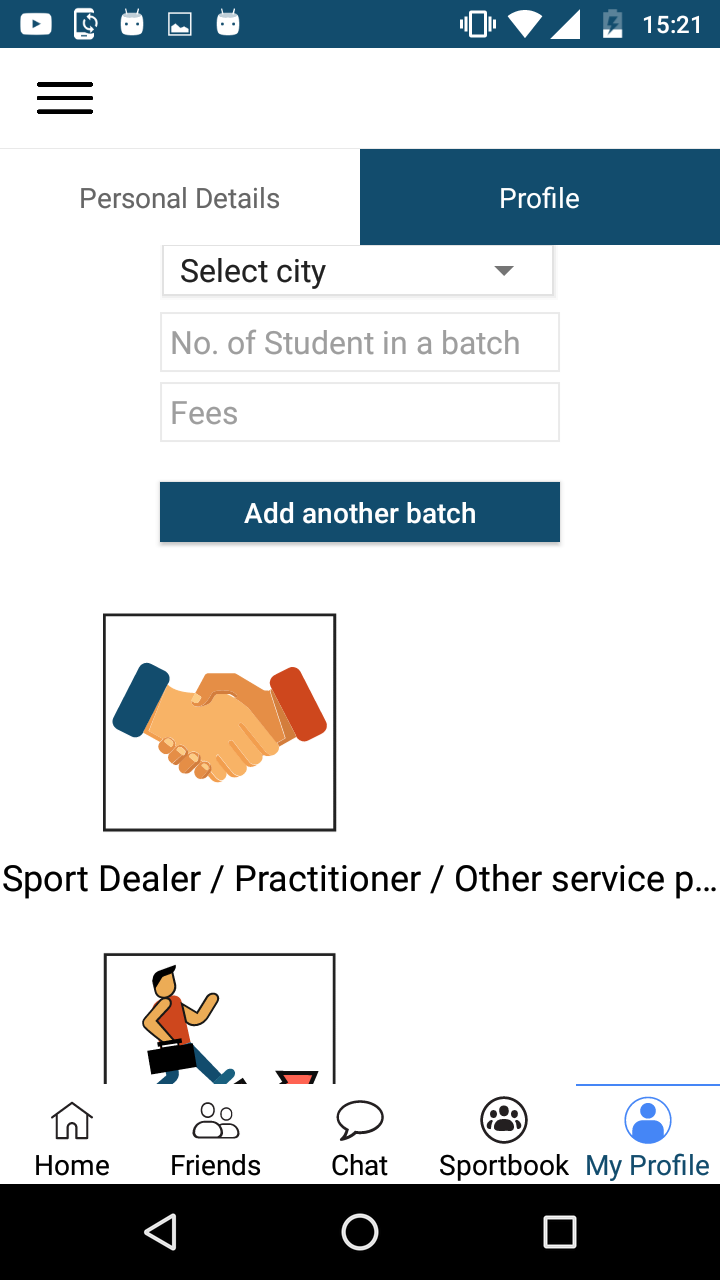 15:21
Personal Details
Profile
Select city
No. of Student in a batch
Fees
Add another batch
Sport Dealer / Practitioner / Other service p...
Home
Friends
Chat
Sportbook
My Profile